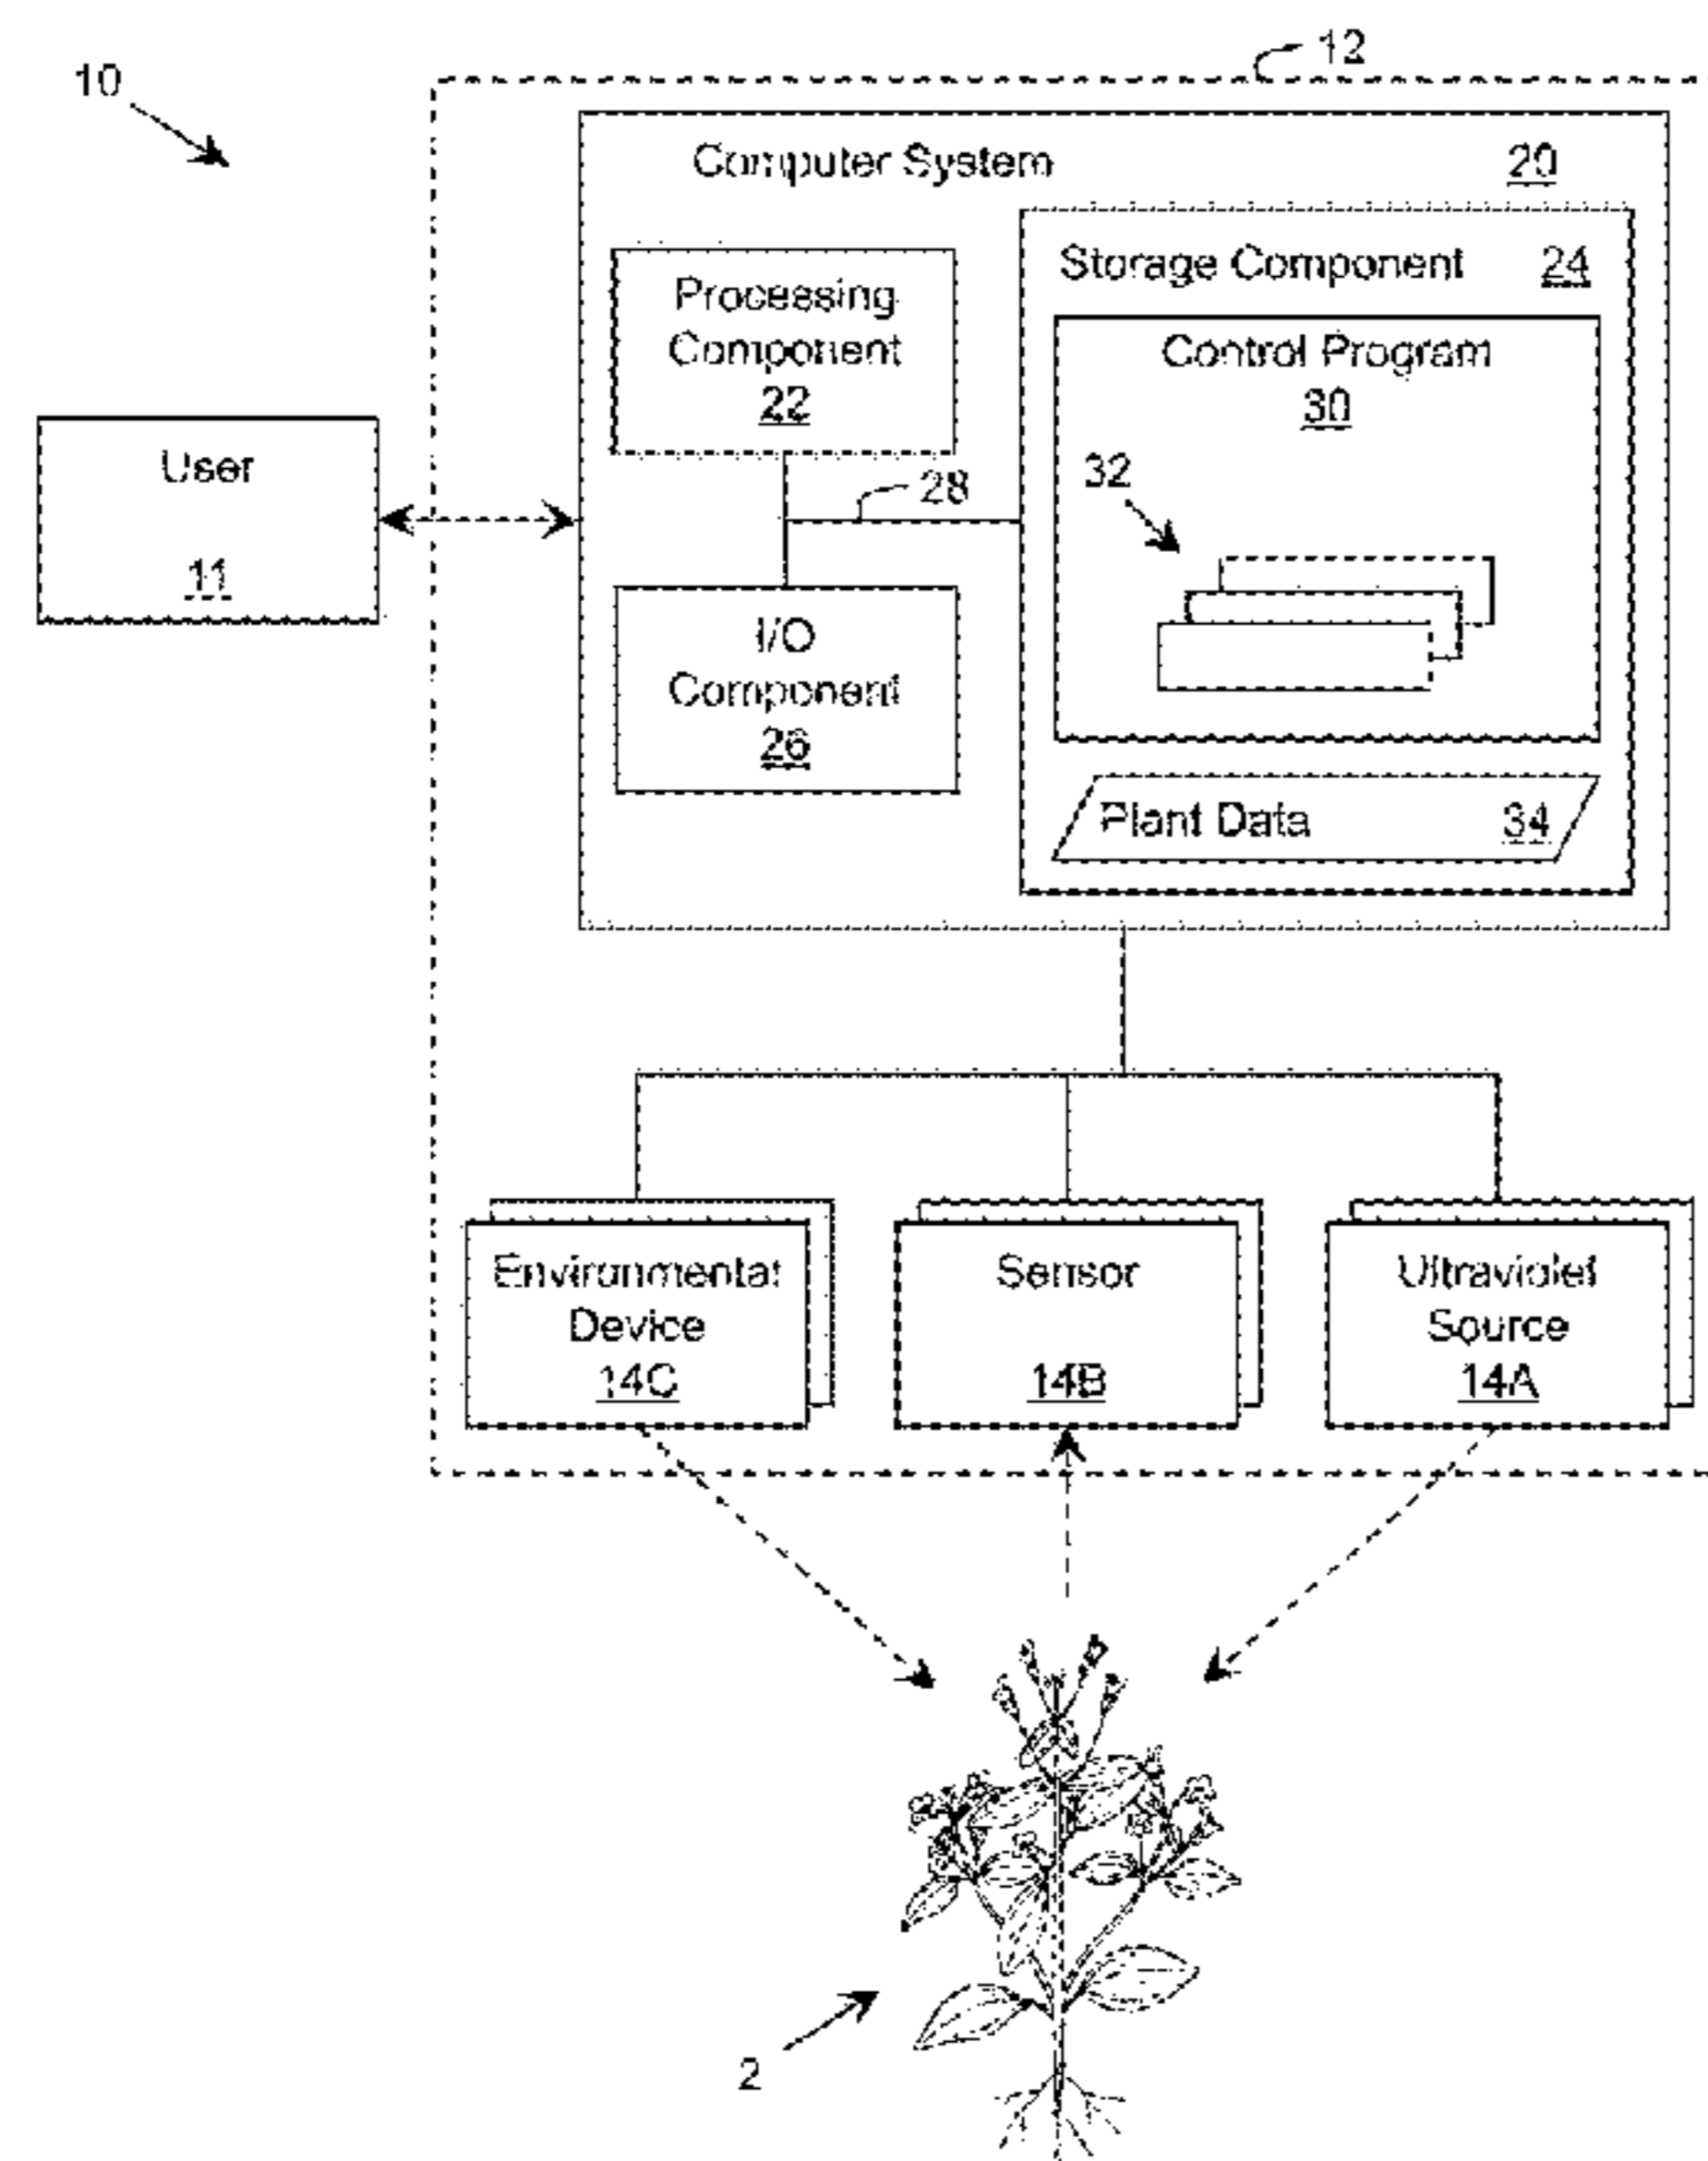 12
10
Computer System 20
Storage Component 24
Processing
Component
22
Control Program
30
User
11
32
28
I/O
Component
26
Plant Data 34
Environmental
Device
14C
Sensor
14B
Ultraviolet
Source
14A
2